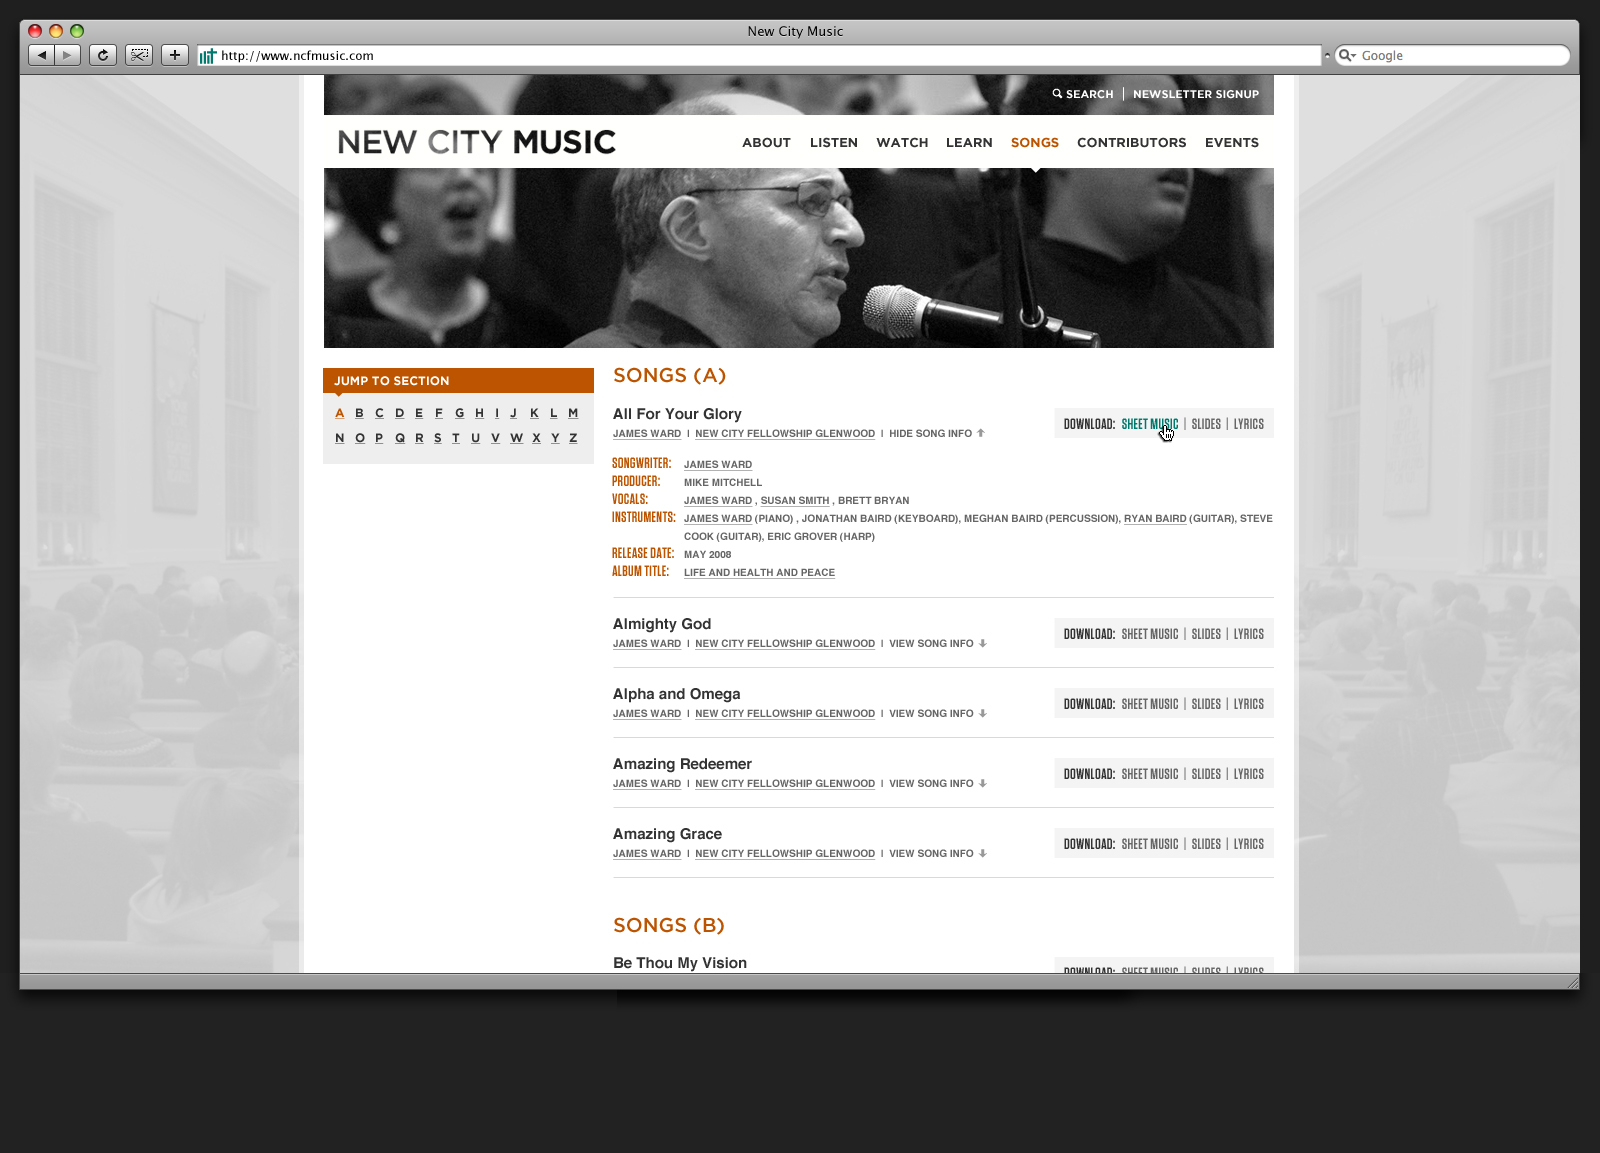 New City Music
http://www.ncfmusic.com
Google
SEARCH | NEWSLETTER SIGNUP
NEW CITY MUSIC
ABOUT LISTEN WATCH LEARN SONGS CONTRIBUTORS EVENTS
JUMP TO SECTION
A B C D E F G H I J K L M
N O P Q R S T U V W X Y Z
SONGS (A)
All For Your Glory
JAMES WARD | NEW CITY FELLOWSHIP GLENWOOD | HIDE SONG INFO
DOWNLOAD: SHEET MUSIC | SLIDES | LYRICS
SONGWRITER: JAMES WARD
PRODUCER: MIKE MITCHELL
VOCALS: JAMES WARD , SUSAN SMITH , BRETT BRYAN
INSTRUMENTS: JAMES WARD (PIANO) , JONATHAN BAIRD (KEYBOARD), MEGHAN BAIRD (PERCUSSION), RYAN BAIRD (GUITAR), STEVE
COOK (GUITAR), ERIC GROVER (HARP)
RELEASE DATE: MAY 2008
ALBUM TITLE: LIFE AND HEALTH AND PEACE
Almighty God
JAMES WARD | NEW CITY FELLOWSHIP GLENWOOD | VIEW SONG INFO
DOWNLOAD: SHEET MUSIC | SLIDES | LYRICS
Alpha and Omega
JAMES WARD | NEW CITY FELLOWSHIP GLENWOOD | VIEW SONG INFO
DOWNLOAD: SHEET MUSIC | SLIDES | LYRICS
Amazing Redeemer
JAMES WARD | NEW CITY FELLOWSHIP GLENWOOD | VIEW SONG INFO
DOWNLOAD: SHEET MUSIC | SLIDES | LYRICS
Amazing Grace
JAMES WARD | NEW CITY FELLOWSHIP GLENWOOD | VIEW SONG INFO
DOWNLOAD: SHEET MUSIC | SLIDES | LYRICS
SONGS (B)
Be Thou My Vision
DOWNLOAD: SHEET MUSIC | SLIDES | LYRICS